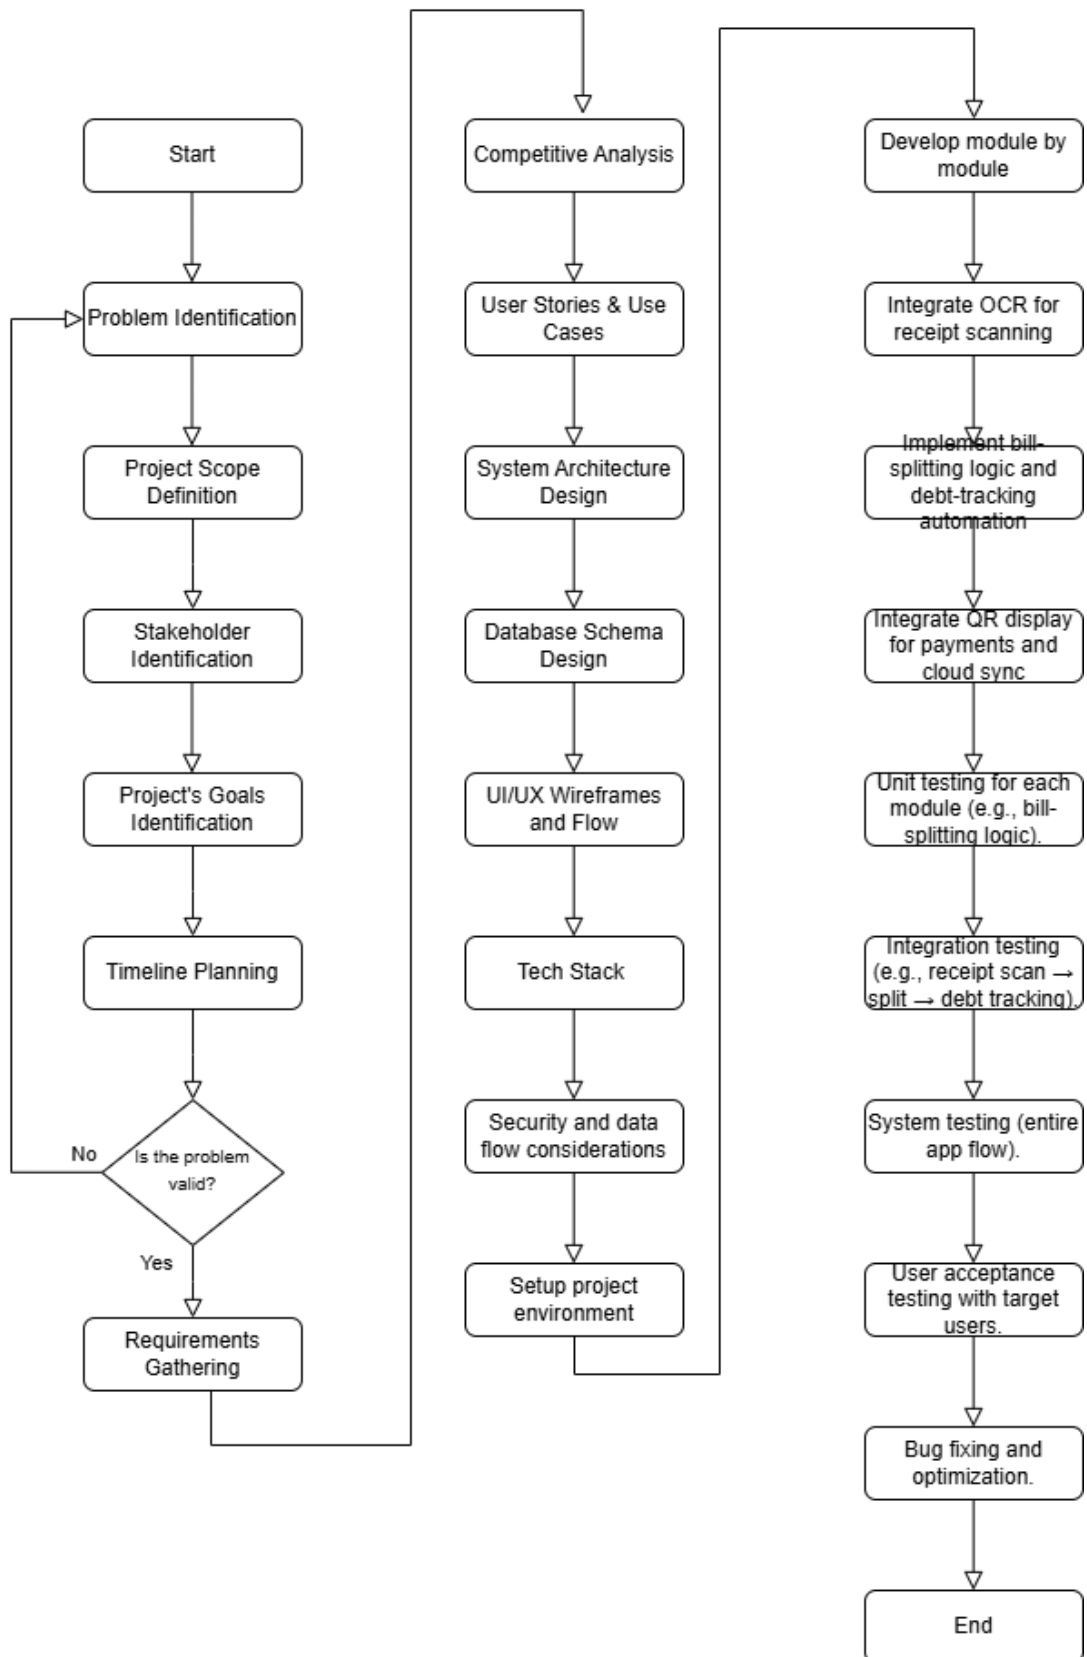 Start
Problem Identification
Project Scope
Definition
Stakeholder
Identification
Project's Goals
Identification
Timeline Planning
Is the problem
valid?
No
Yes
Requirements
Gathering
Competitive Analysis
User Stories & Use
Cases
System Architecture
Design
Database Schema
Design
UI/UX Wireframes
and Flow
Tech Stack
Security and data
flow considerations
Setup project
environment
Develop module by
module
Integrate OCR for
receipt scanning
Implement bill-
splitting logic and
debt-tracking
automation
Integrate QR display
for payments and
cloud sync
Unit testing for each
module (e.g., bill-
splitting logic).
Integration testing
(e.g., receipt scan →
split → debt tracking).
System testing (entire
app flow).
User acceptance
testing with target
users.
Bug fixing and
optimization.
End